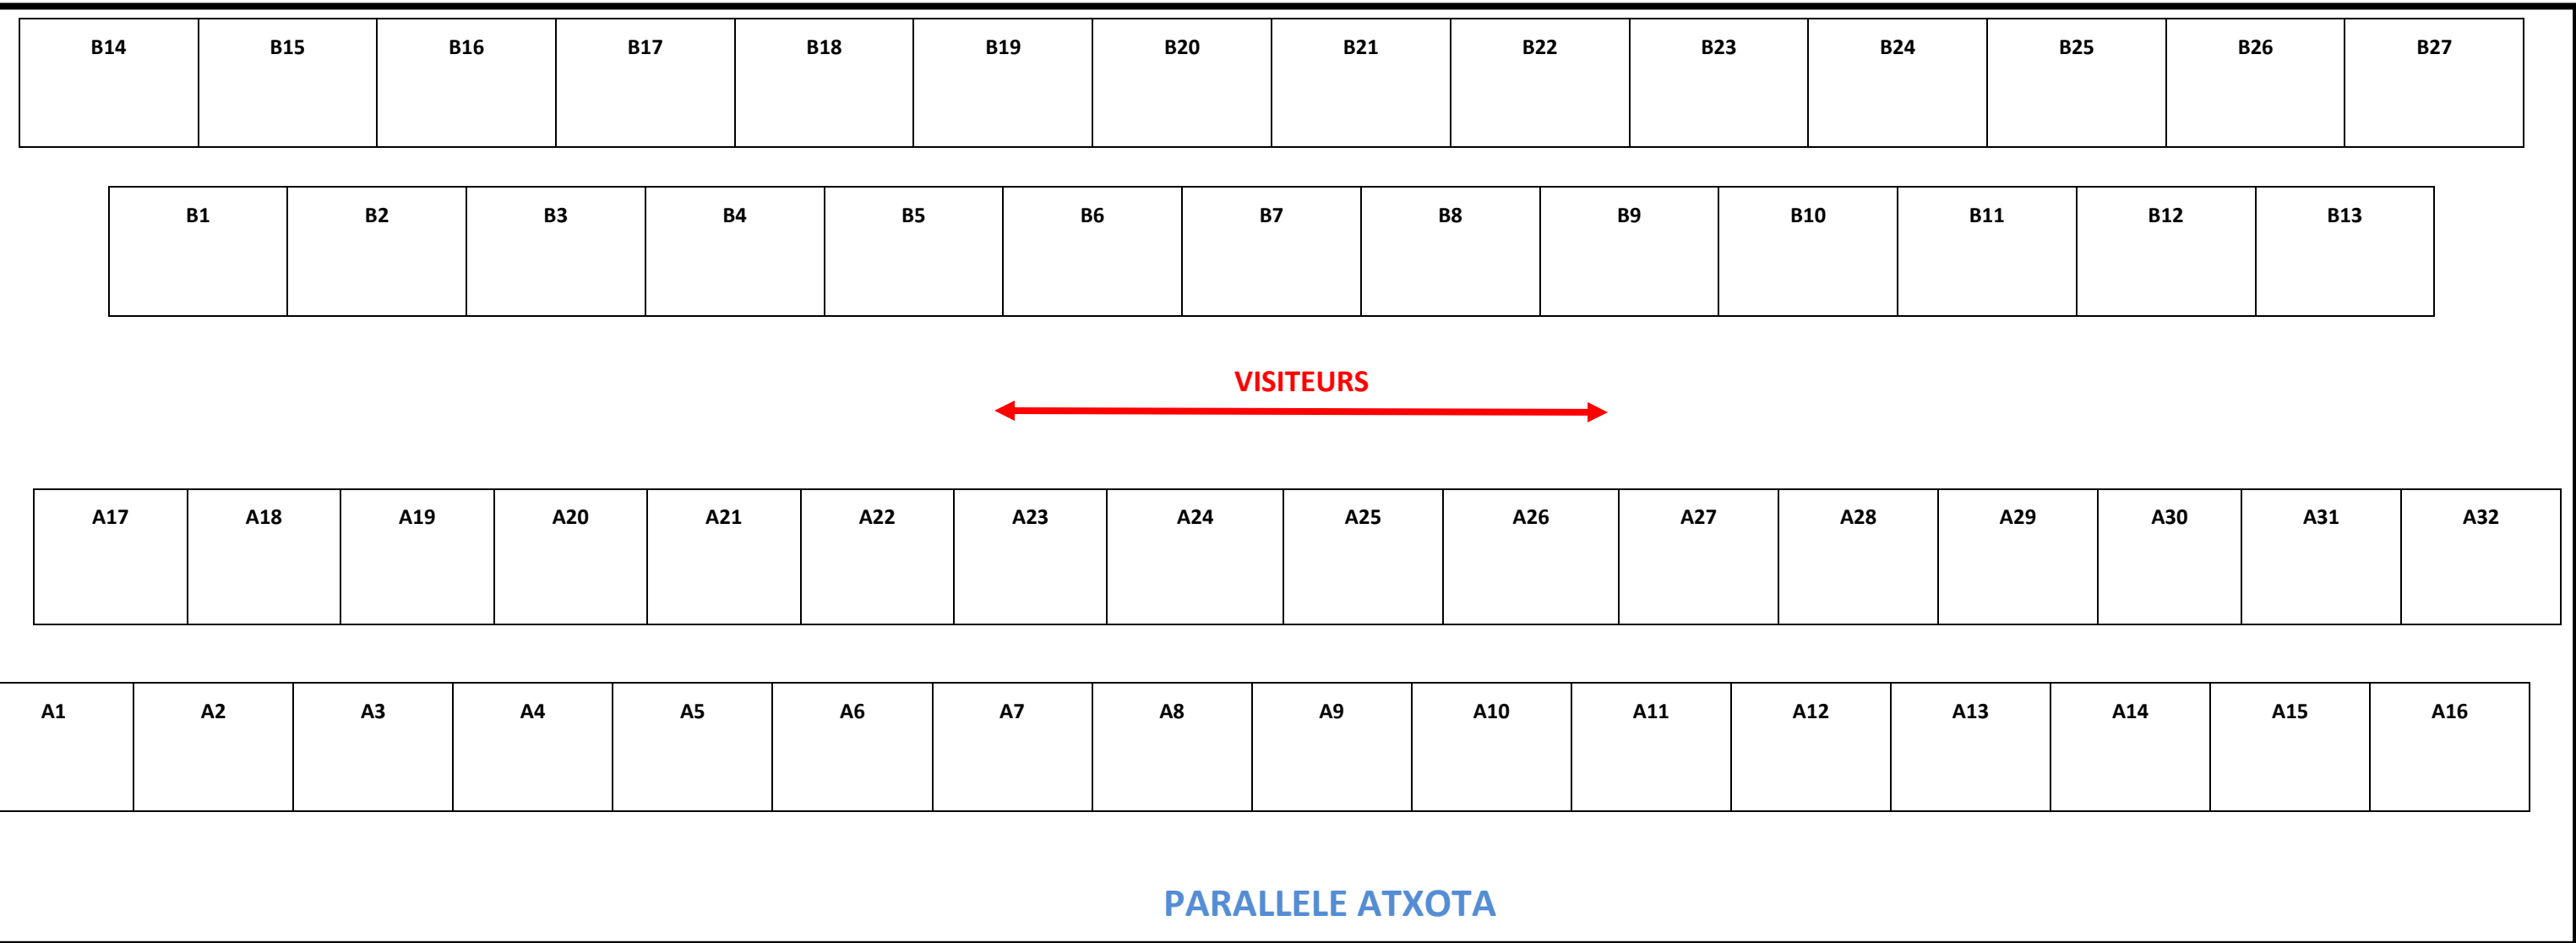 B14 B15 B16 B17 B18 B19 B20 B21 B22 B23 B24 B25 B26 B27
B1 B2 B3 B4 B5 B6 B7 B8 B9 B10 B11 B12 B13
VISITEURS
A17 A18 A19 A20 A21 A22 A23 A24 A25 A26 A27 A28 A29 A30 A31 A32
A1 A2 A3 A4 A5 A6 A7 A8 A9 A10 A11 A12 A13 A14 A15 A16
PARALLELE ATXOTA